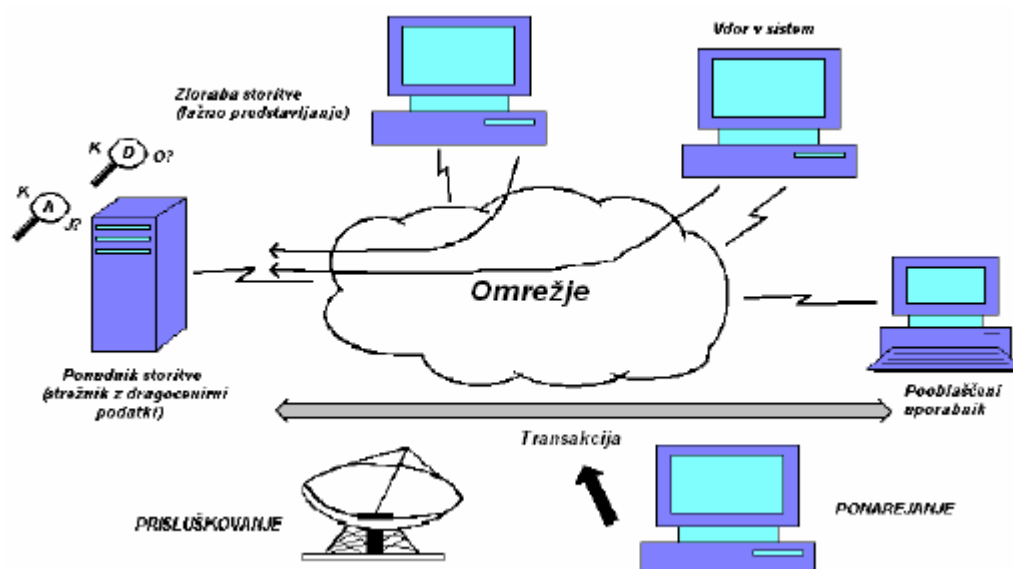 Vdor v sistem
Zloraba storitve
(lažno predstavljanje)
K D O?
K A J?
Omrežje
Ponudnik storitve
(strežnik z dragocenimi
podatki)
Pooblaščeni
uporabnik
Transakcija
PRISLUŠKOVANJE
PONAREJANJE